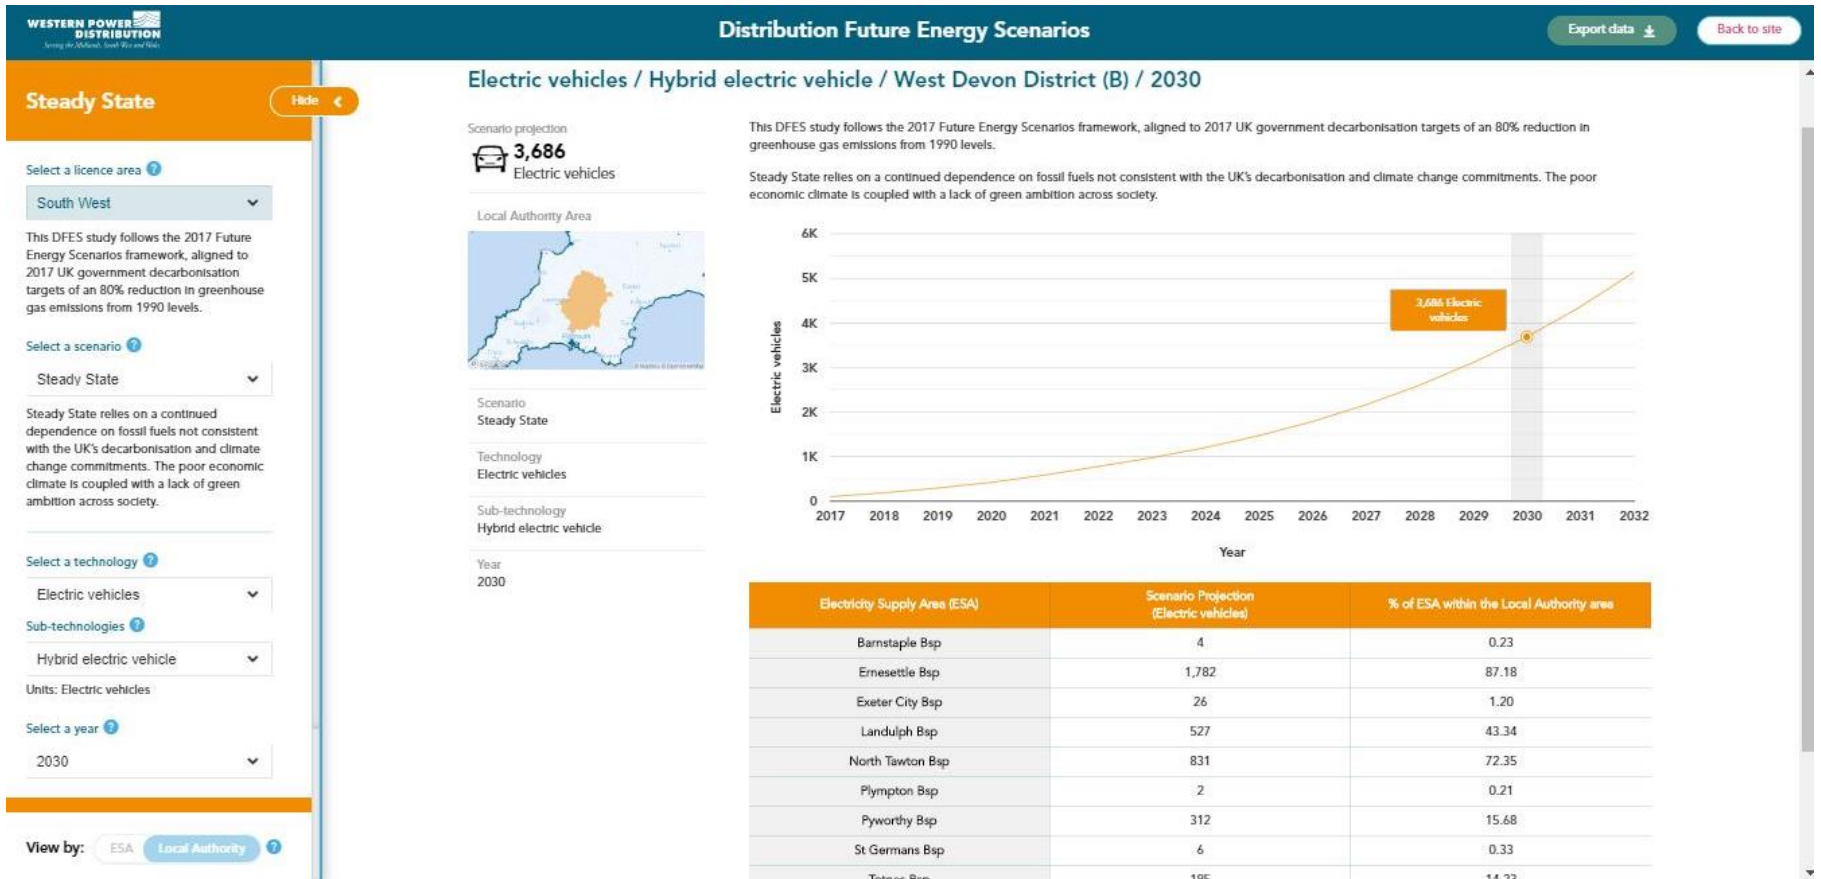 WESTERN POWER
DISTRIBUTION
Serving the Midlands, South West and Wales
Distribution Future Energy Scenarios
Export data
Back to site
Steady State
Hide
Select a licence area ?
South West
This DFES study follows the 2017 Future
Energy Scenarios framework, aligned to
2017 UK government decarbonisation
targets of an 80% reduction in greenhouse
gas emissions from 1990 levels.
Select a scenario ?
Steady State
Steady State relies on a continued
dependence on fossil fuels not consistent
with the UK's decarbonisation and climate
change commitments. The poor economic
climate is coupled with a lack of green
ambition across society.
Select a technology ?
Electric vehicles
Sub-technologies ?
Hybrid electric vehicle
Units: Electric vehicles
Select a year ?
2030
View by: ESA Local Authority ?
Electric vehicles / Hybrid electric vehicle / West Devon District (B) / 2030
Scenario projection
3,686
Electric vehicles
Local Authority Area
Plymouth
Scenario
Steady State
Technology
Electric vehicles
Sub-technology
Hybrid electric vehicle
Year
2030
This DFES study follows the 2017 Future Energy Scenarios framework, aligned to 2017 UK government decarbonisation targets of an 80% reduction in
greenhouse gas emissions from 1990 levels.
Steady State relies on a continued dependence on fossil fuels not consistent with the UK's decarbonisation and climate change commitments. The poor
economic climate is coupled with a lack of green ambition across society.
6K
5K
4K
3K
2K
1K
0
Electric vehicles
3,686 Electric
vehicles
2017 2018 2019 2020 2021 2022 2023 2024 2025 2026 2027 2028 2029 2030 2031 2032
Year
Electricity Supply Area (ESA) Scenario Projection (Electric vehicles) % of ESA within the Local Authority area
Barnstaple Bsp 4 0.23
Ernesettle Bsp 1,782 87.18
Exeter City Bsp 26 1.20
Landulph Bsp 527 43.34
North Tawton Bsp 831 72.35
Plympton Bsp 2 0.21
Pyworthy Bsp 312 15.68
St Germans Bsp 6 0.33
Totnes Bsp 195 14.23